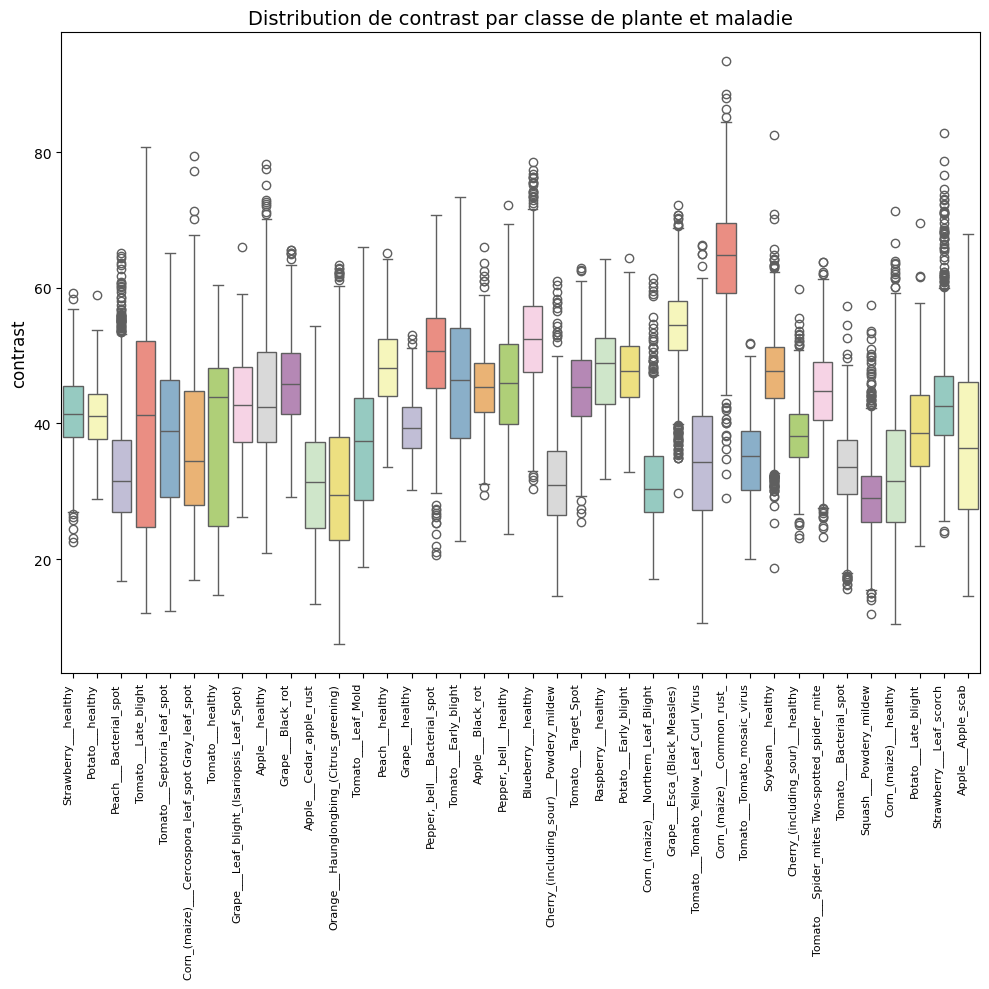 Distribution de contrast par classe de plante et maladie
contrast
80
60
40
20
Strawberry___healthy
Potato___healthy
Peach___Bacterial_spot
Tomato___Late_blight
Tomato___Septoria_leaf_spot
Corn_(maize)___Cercospora_leaf_spot Gray_leaf_spot
Tomato___healthy
Grape___Leaf_blight_(Isariopsis_Leaf_Spot)
Apple___healthy
Grape___Black_rot
Apple___Cedar_apple_rust
Orange___Haunglongbing_(Citrus_greening)
Tomato___Leaf_Mold
Peach___healthy
Grape___healthy
Pepper,_bell___Bacterial_spot
Tomato___Early_blight
Apple___Black_rot
Pepper,_bell___healthy
Blueberry___healthy
Cherry_(including_sour)___Powdery_mildew
Tomato___Target_Spot
Raspberry___healthy
Potato___Early_blight
Corn_(maize)___Northern_Leaf_Blight
Grape___Esca_(Black_Measles)
Tomato___Tomato_Yellow_Leaf_Curl_Virus
Corn_(maize)___Common_rust_
Tomato___Tomato_mosaic_virus
Soybean___healthy
Cherry_(including_sour)___healthy
Tomato___Spider_mites Two-spotted_spider_mite
Tomato___Bacterial_spot
Squash___Powdery_mildew
Corn_(maize)___healthy
Potato___Late_blight
Strawberry___Leaf_scorch
Apple___Apple_scab